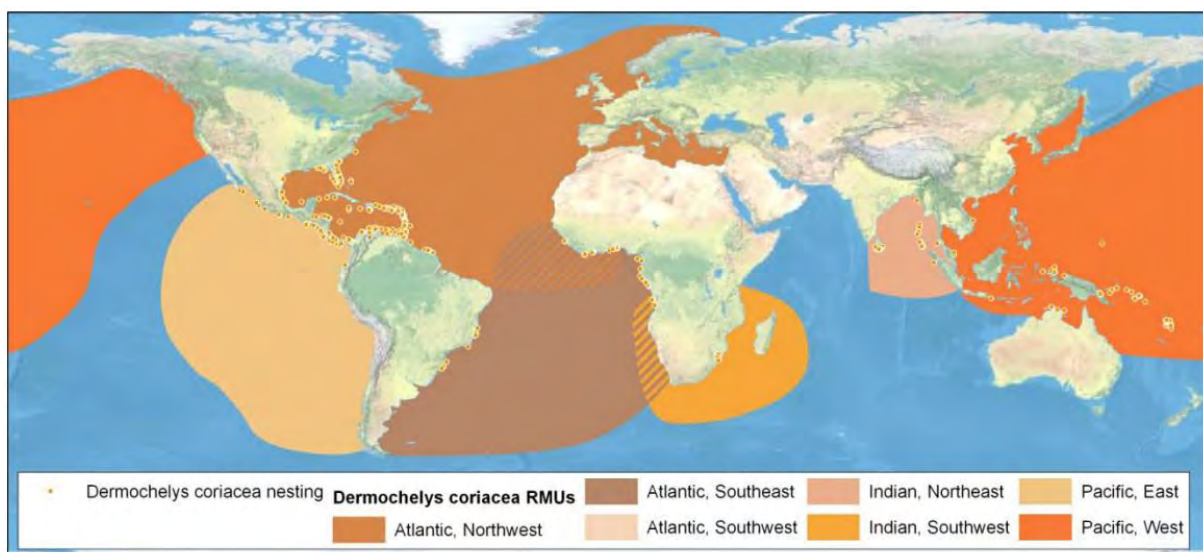 Dermochelys coriacea nesting
Dermochelys coriacea RMUs
Atlantic, Northwest
Atlantic, Southeast
Atlantic, Southwest
Indian, Northeast
Indian, Southwest
Pacific, East
Pacific, West